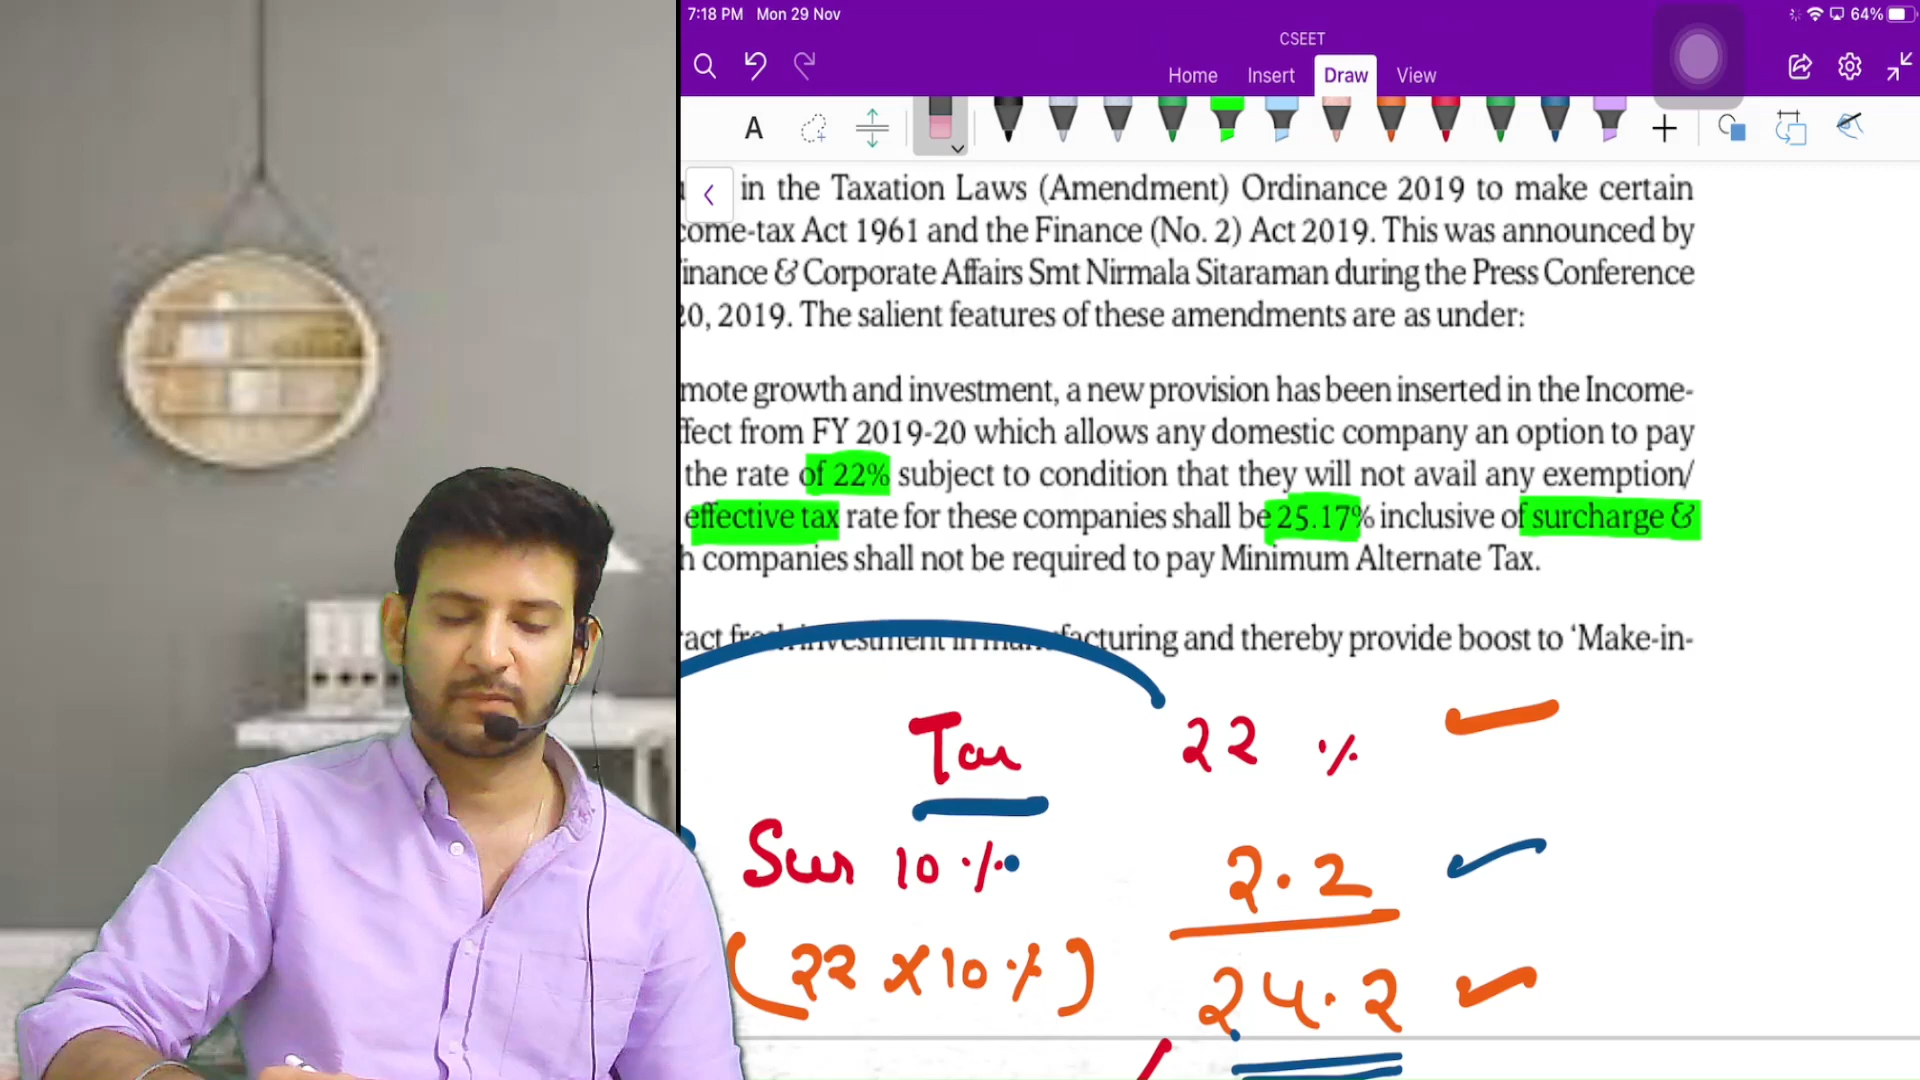 7:18 PM Mon 29 Nov
64%
CSEET
Home Insert Draw View
A
in the Taxation Laws (Amendment) Ordinance 2019 to make certain
come-tax Act 1961 and the Finance (No. 2) Act 2019. This was announced by
inance & Corporate Affairs Smt Nirmala Sitaraman during the Press Conference
20, 2019. The salient features of these amendments are as under:
mote growth and investment, a new provision has been inserted in the Income-
ffect from FY 2019-20 which allows any domestic company an option to pay
the rate of 22% subject to condition that they will not avail any exemption/
effective tax rate for these companies shall be 25.17% inclusive of surcharge &
h companies shall not be required to pay Minimum Alternate Tax.
ract fresh investment in manufacturing and thereby provide boost to ‘Make-in-
Tax 22 %
Sur 10 % 2.2
(22 X 10 %) 24.2